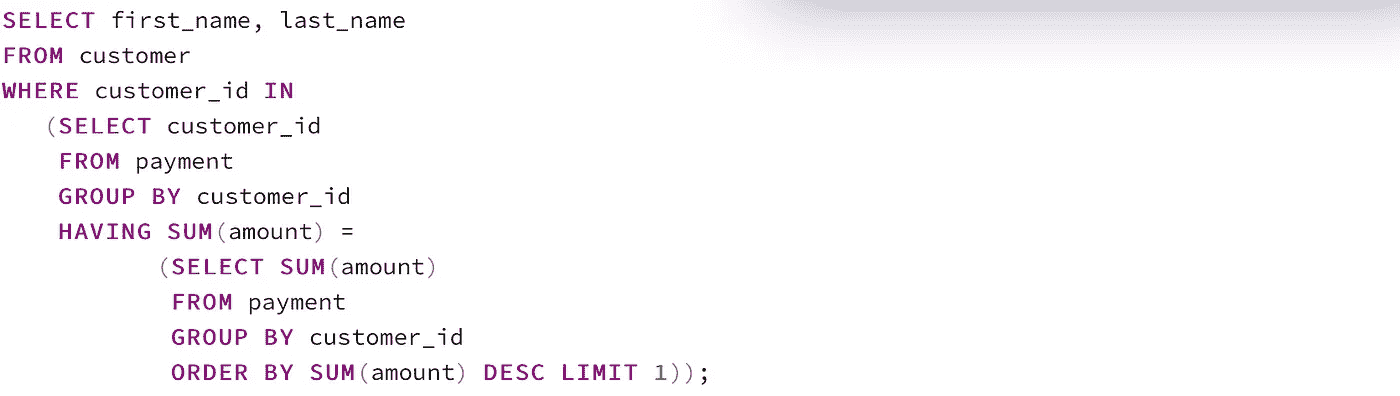 SELECT first_name, last_name
FROM customer
WHERE customer_id IN
(SELECT customer_id
FROM payment
GROUP BY customer_id
HAVING SUM(amount) =
(SELECT SUM(amount)
FROM payment
GROUP BY customer_id
ORDER BY SUM(amount) DESC LIMIT 1));